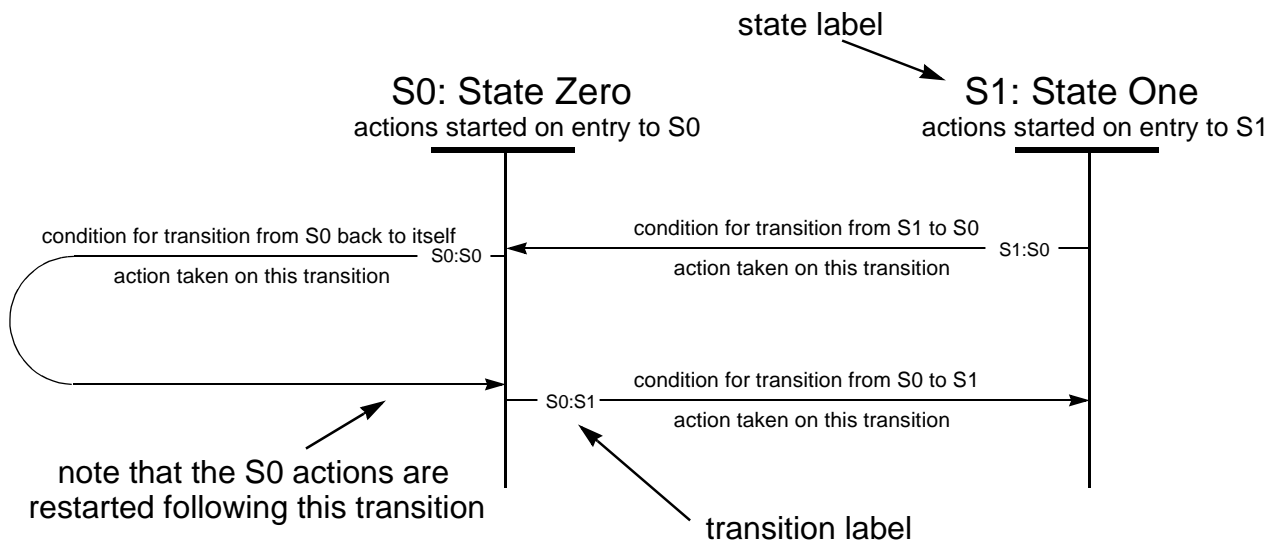 state label
S0: State Zero
actions started on entry to S0
S1: State One
actions started on entry to S1
condition for transition from S0 back to itself
S0:S0
action taken on this transition
condition for transition from S1 to S0
S1:S0
action taken on this transition
condition for transition from S0 to S1
S0:S1
action taken on this transition
note that the S0 actions are
restarted following this transition
transition label